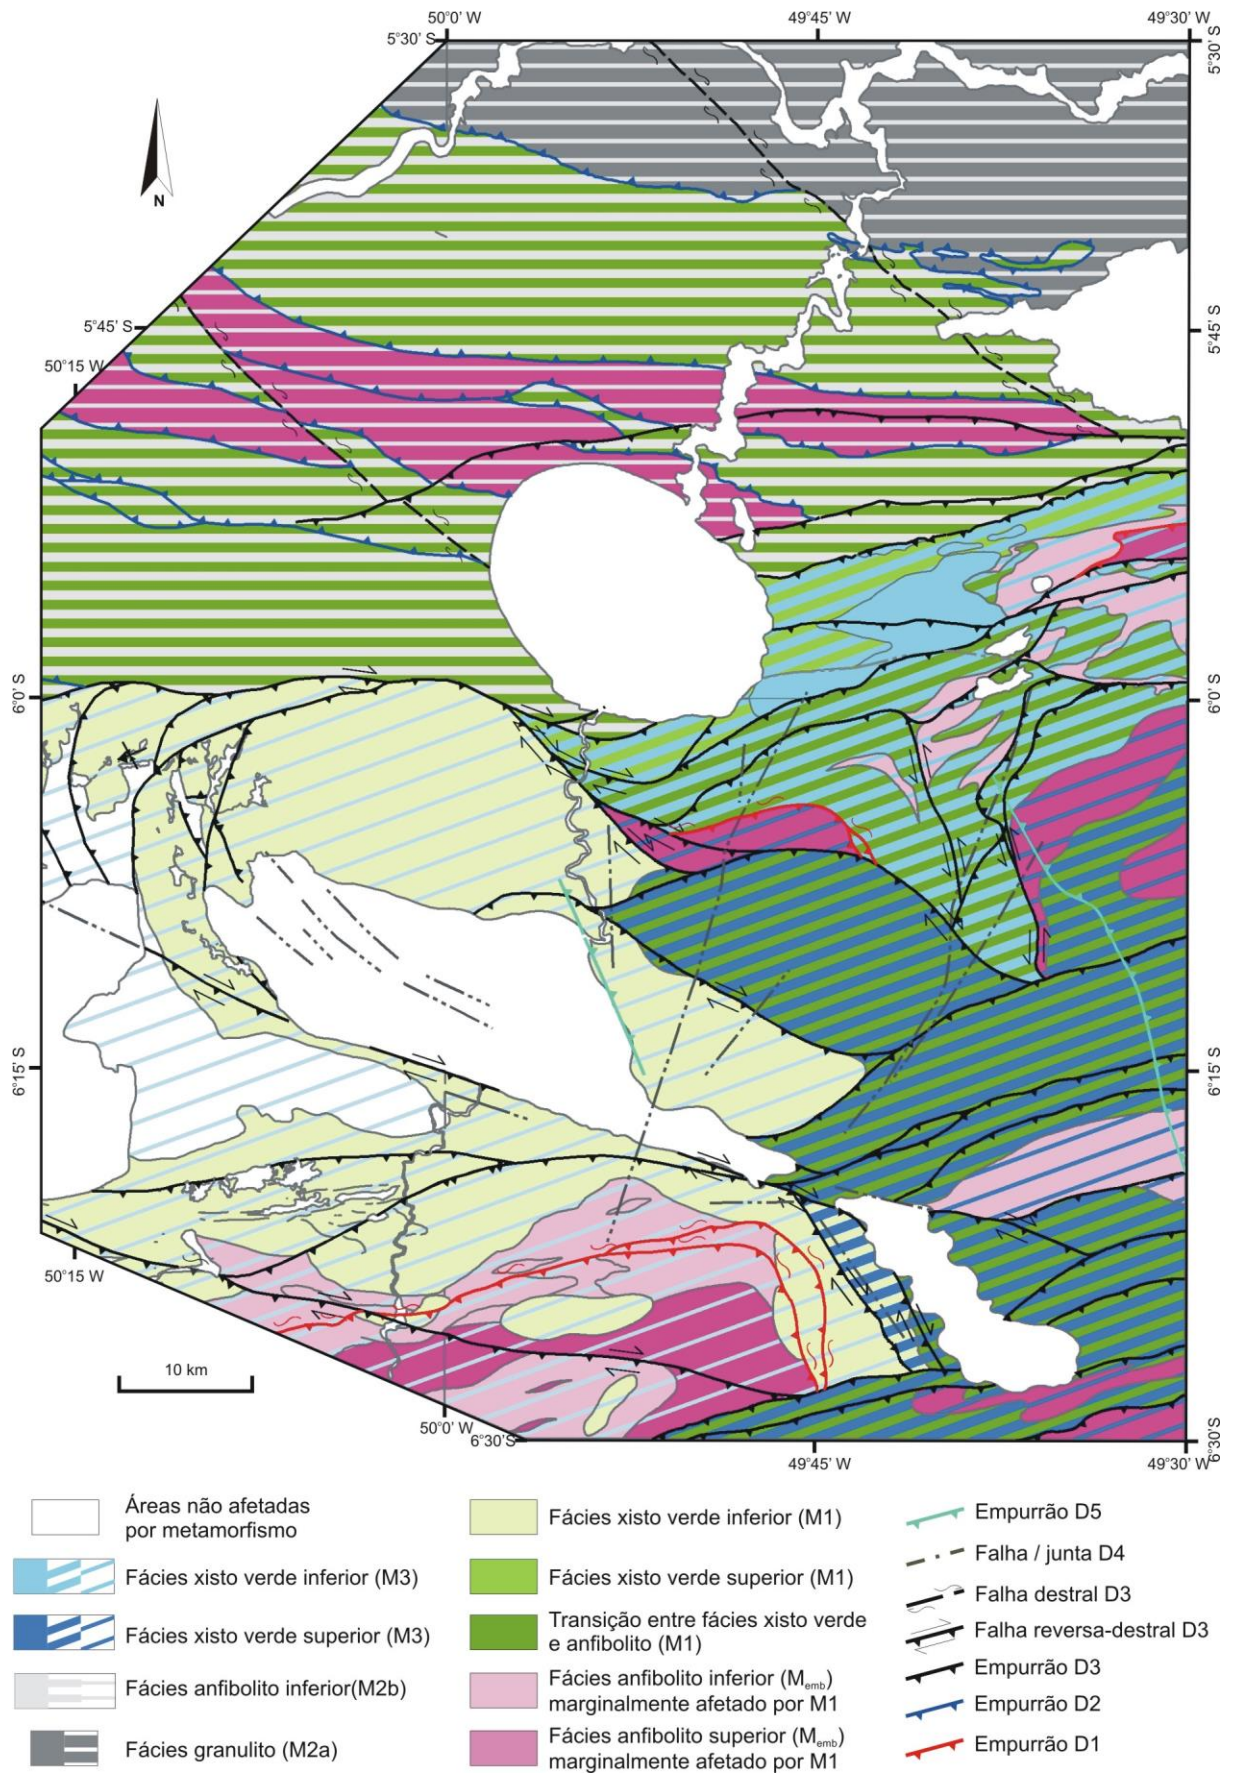 50°0' W
49°45' W
49°30' W
5°30' S
5°30' S
N
5°45' S
5°45' S
50°15 W
6°0' S
6°0' S
6°15' S
6°15' S
50°15 W
10 km
50°0' W
6°30'S
6°30'S
49°45' W
49°30' W
Áreas não afetadas
por metamorfismo
Fácies xisto verde inferior (M3)
Fácies xisto verde superior (M3)
Fácies anfibolito inferior(M2b)
Fácies granulito (M2a)
Fácies xisto verde inferior (M1)
Fácies xisto verde superior (M1)
Transição entre fácies xisto verde
e anfibolito (M1)
Fácies anfibolito inferior (Memb)
marginalmente afetado por M1
Fácies anfibolito superior (Memb)
marginalmente afetado por M1
Empurrão D5
Falha / junta D4
Falha destral D3
Falha reversa-destral D3
Empurrão D3
Empurrão D2
Empurrão D1